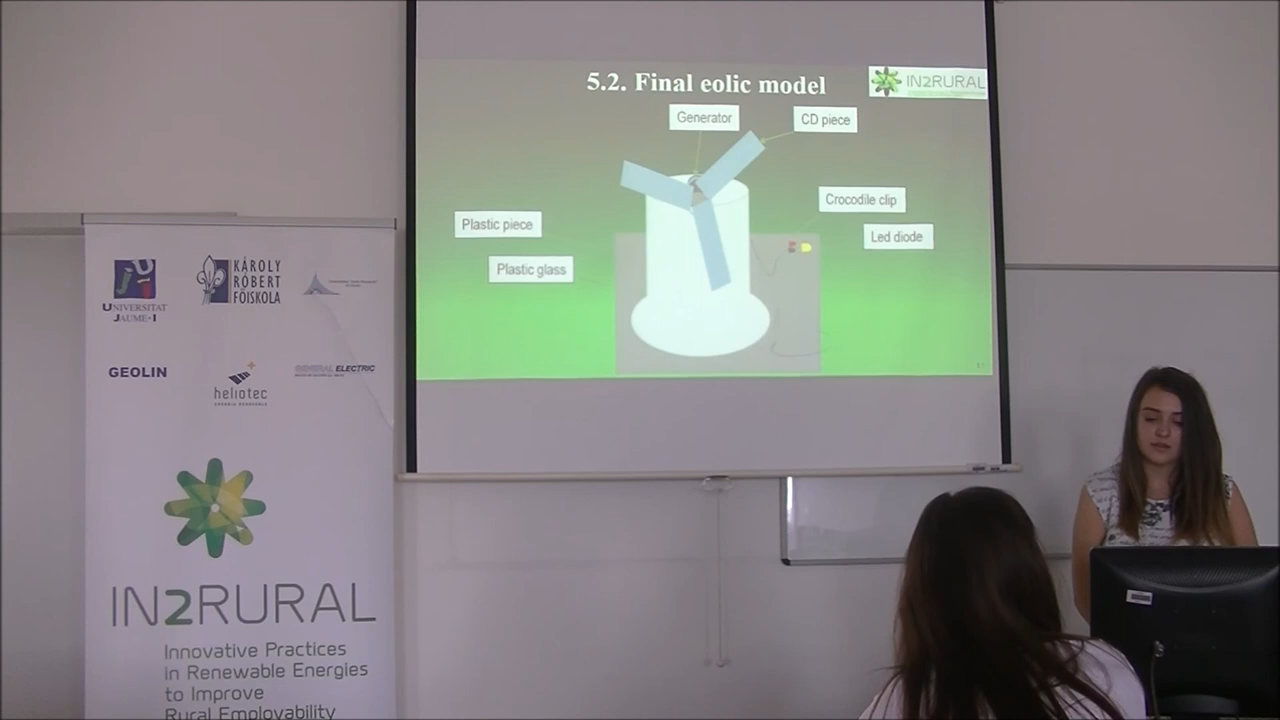 5.2. Final eolic model
IN2RURAL
Generator
CD piece
Crocodile clip
Plastic piece
Led diode
Plastic glass
UNIVERSITAT
JAUME-I
KÁROLY
RÓBERT
FŐISKOLA
GEOLIN
heliotec
GENERAL ELECTRIC
IN2RURAL
Innovative Practices
in Renewable Energies
to Improve
Rural Employability